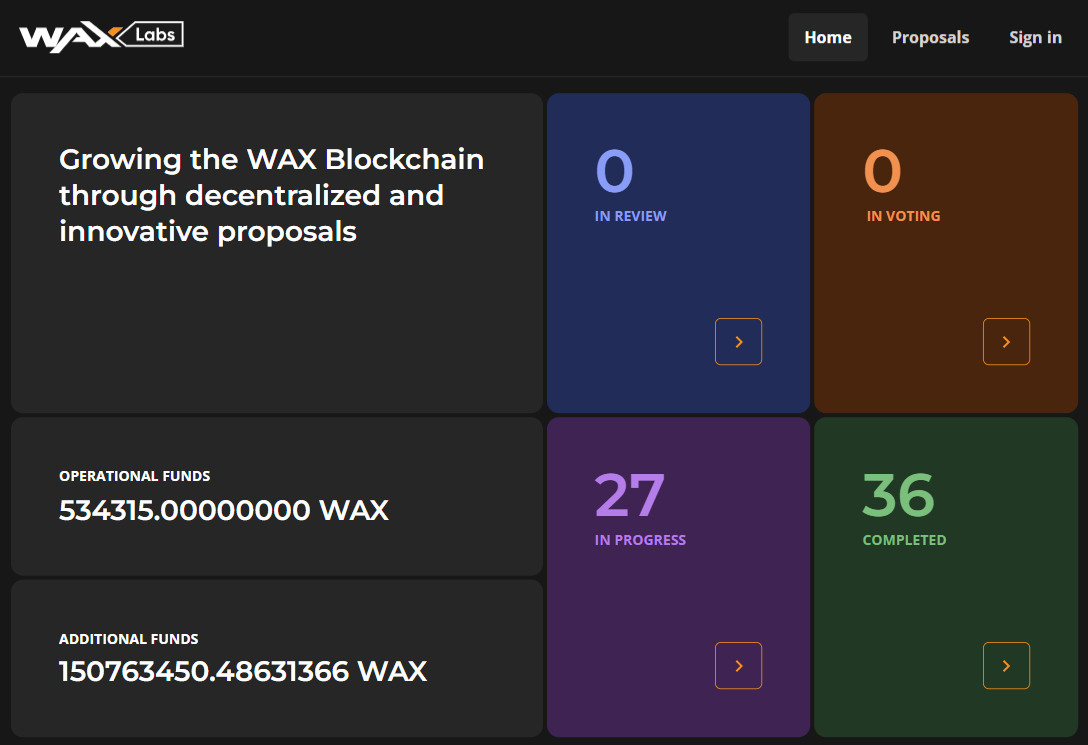 WAX Labs
Home
Proposals
Sign in
Growing the WAX Blockchain
through decentralized and
innovative proposals
0
IN REVIEW
0
IN VOTING
OPERATIONAL FUNDS
534315.00000000 WAX
27
IN PROGRESS
36
COMPLETED
ADDITIONAL FUNDS
150763450.48631366 WAX